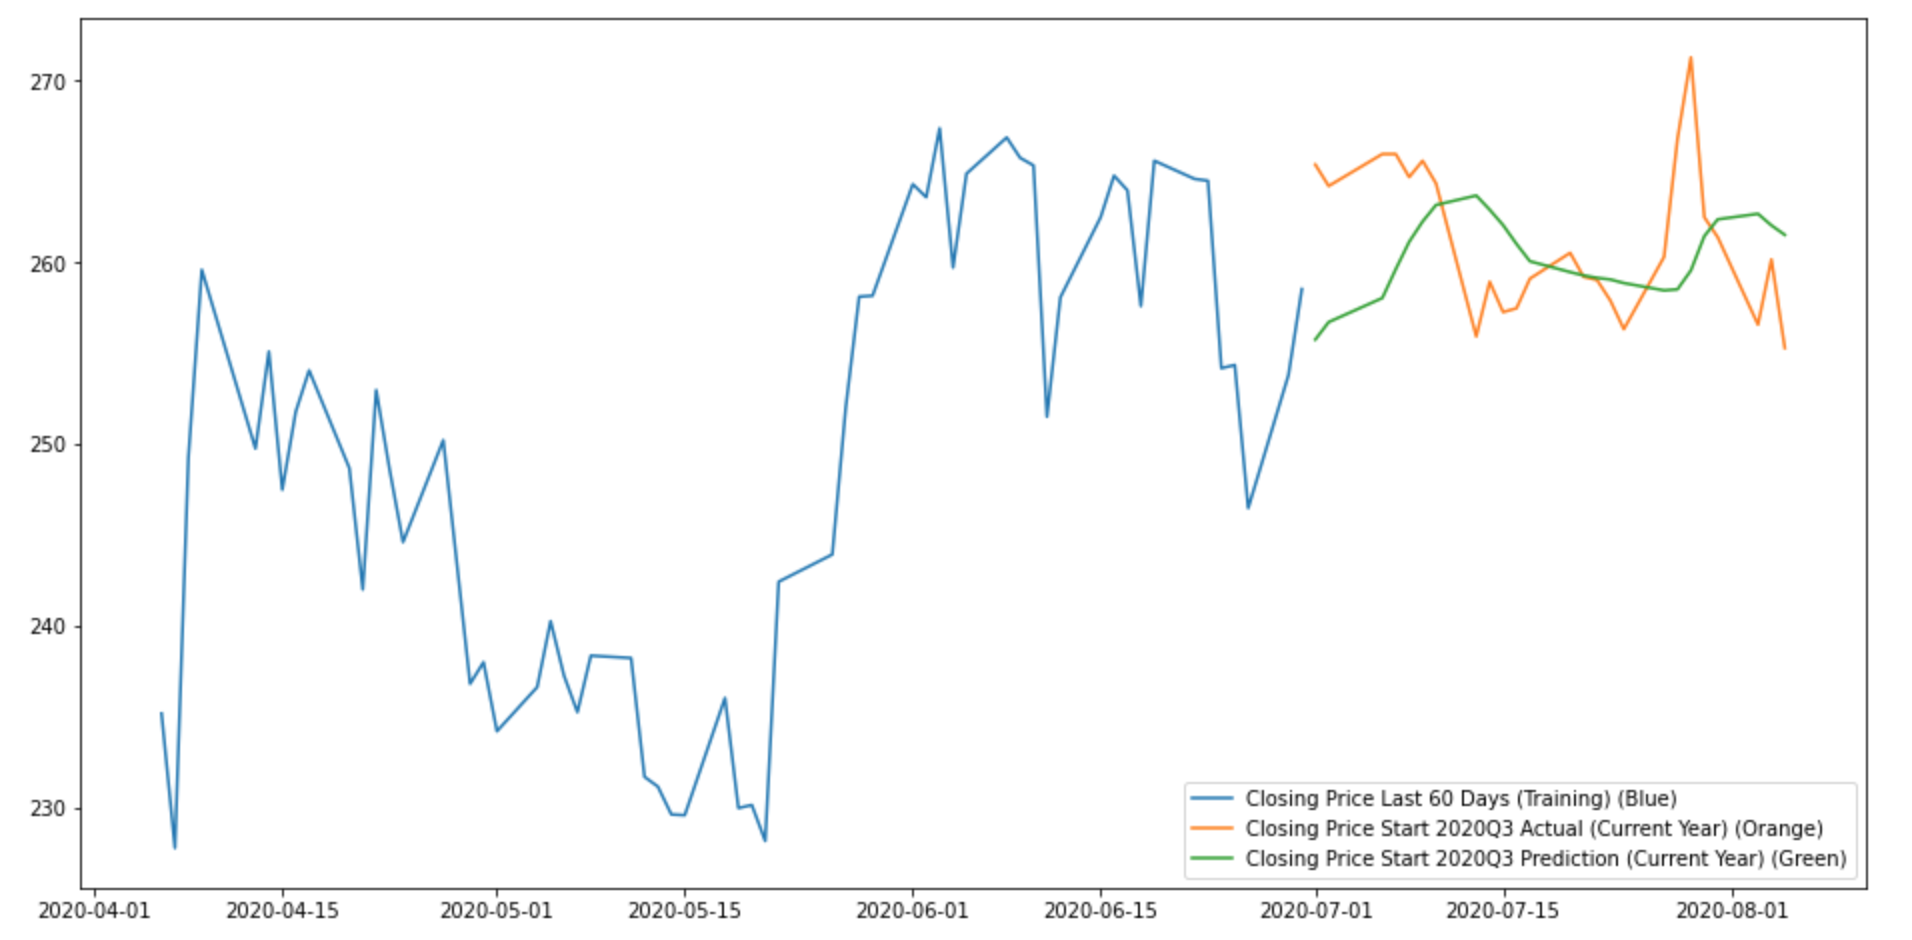 270
260
250
240
230
Closing Price Last 60 Days (Training) (Blue)
Closing Price Start 2020Q3 Actual (Current Year) (Orange)
Closing Price Start 2020Q3 Prediction (Current Year) (Green)
2020-04-01 2020-04-15 2020-05-01 2020-05-15 2020-06-01 2020-06-15 2020-07-01 2020-07-15 2020-08-01